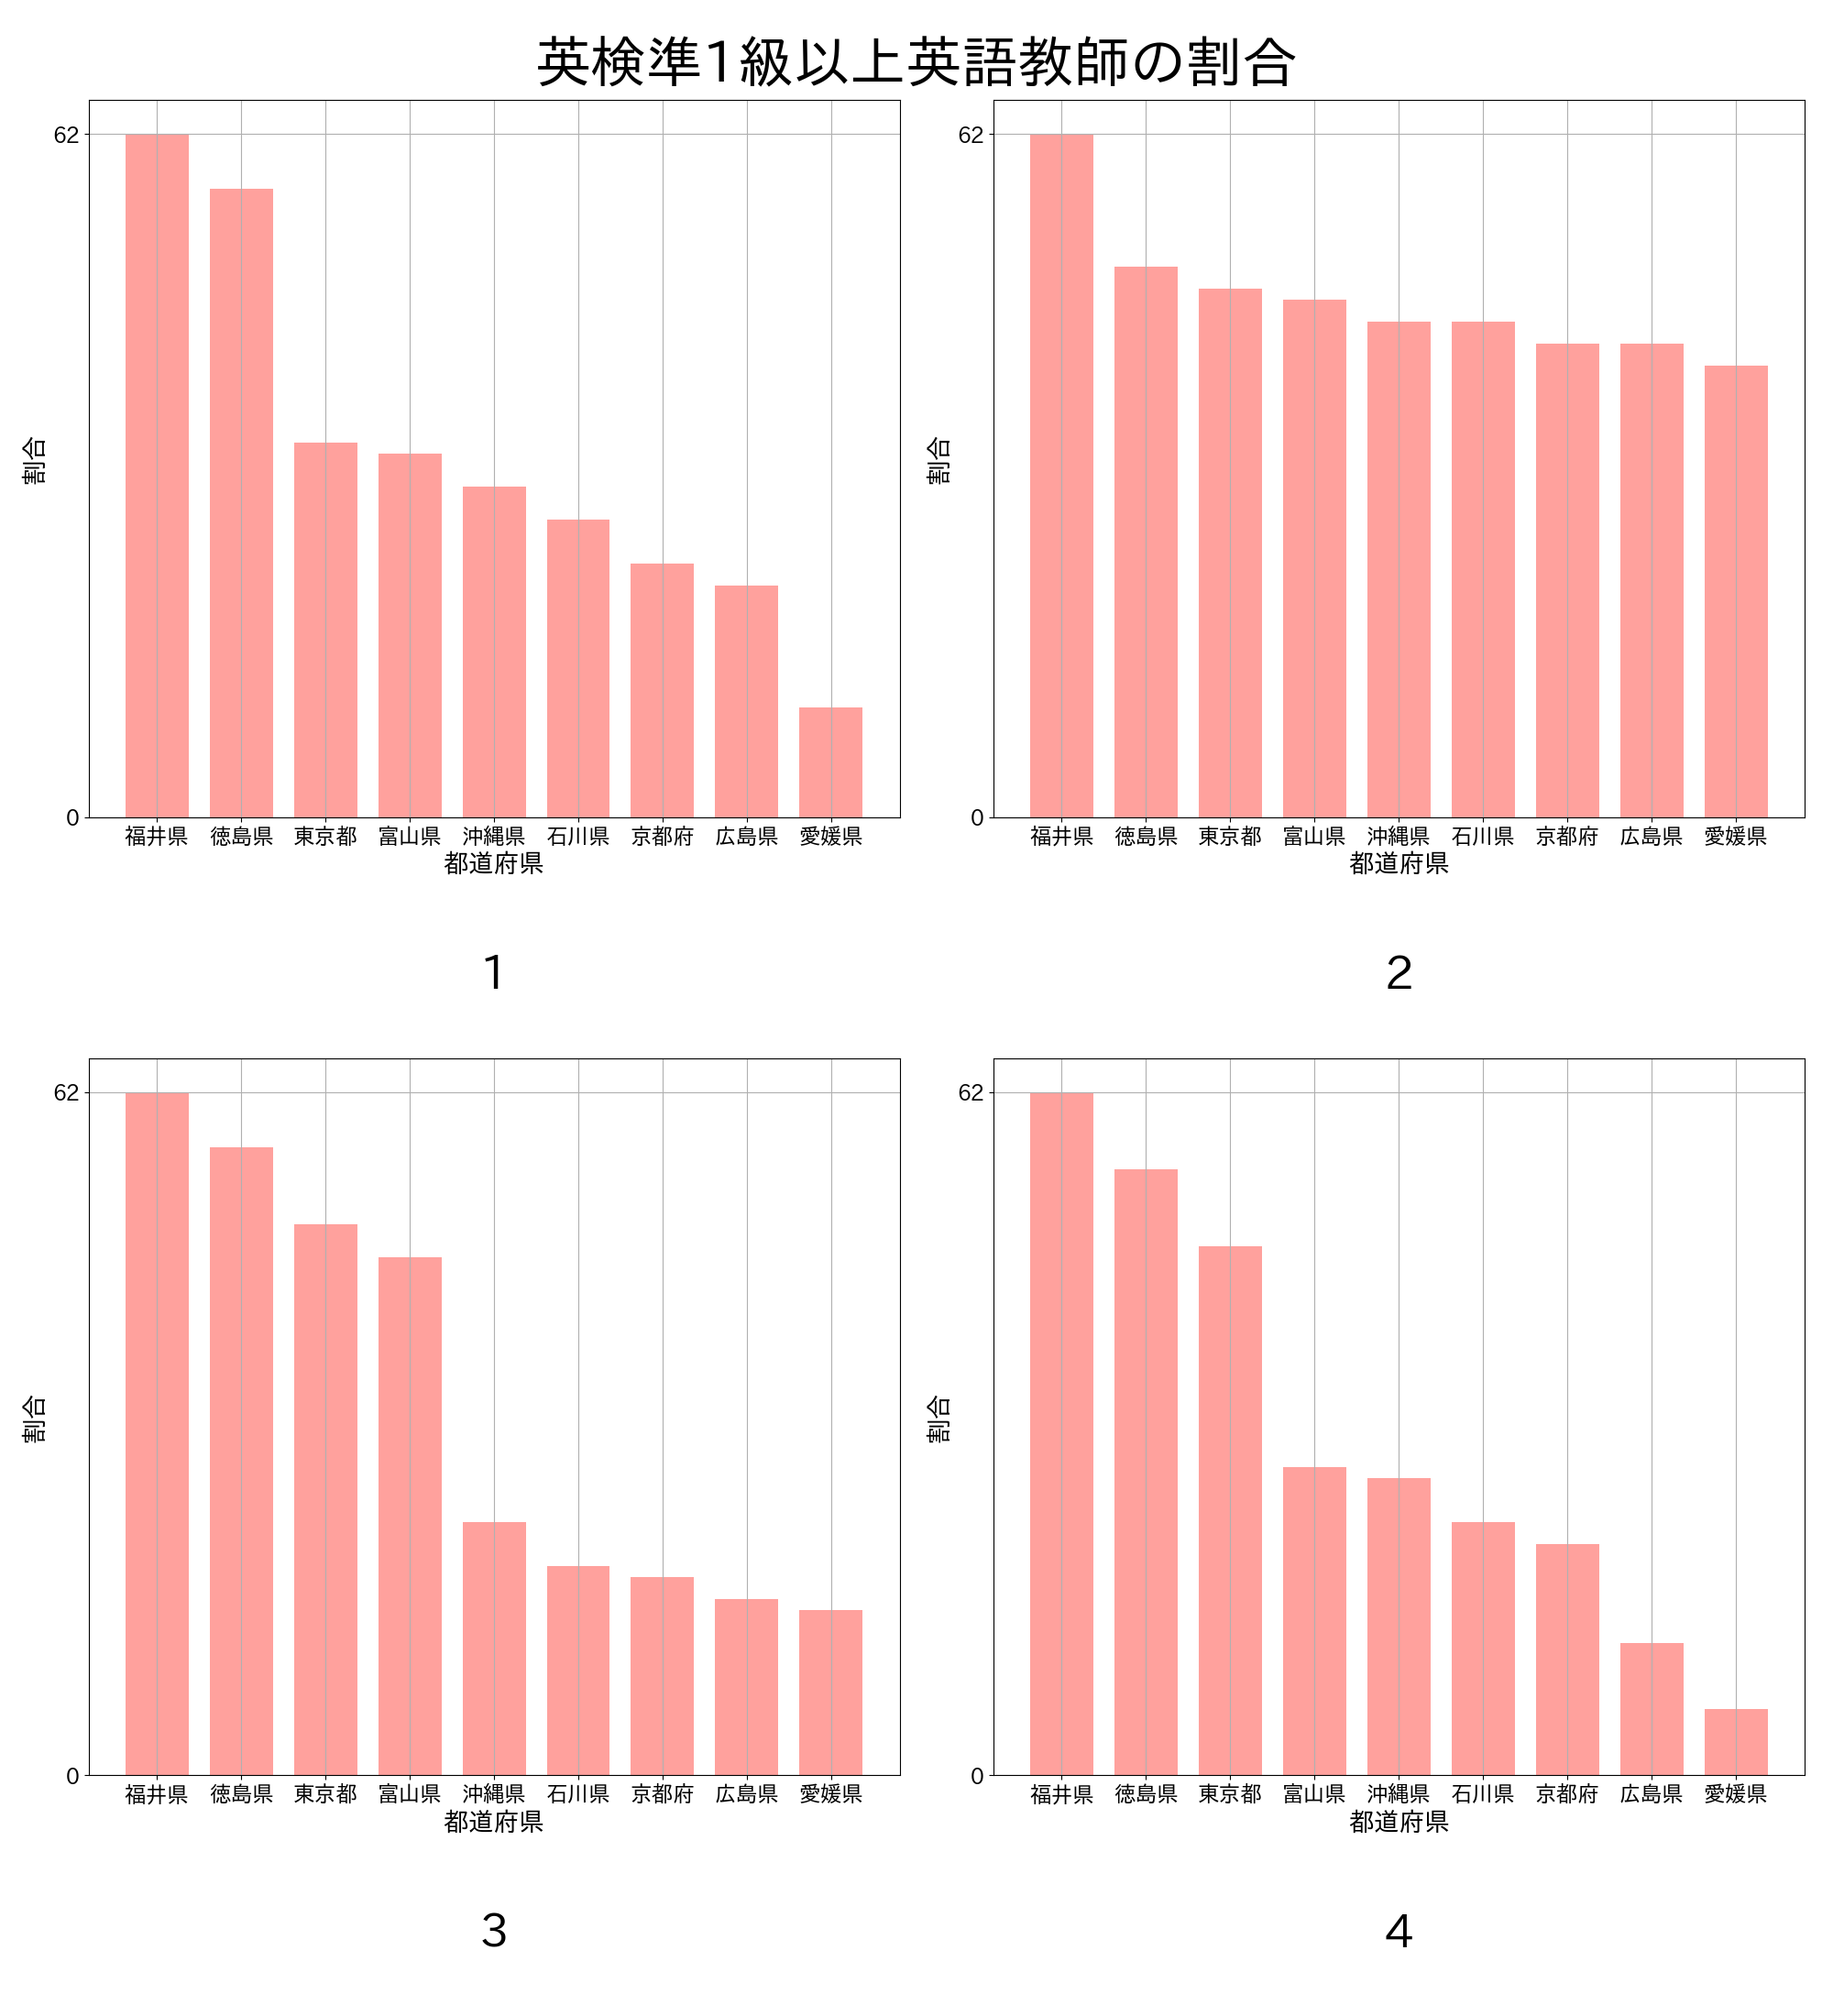 英検準1級以上英語教師の割合
62
0
割合
福井県 徳島県 東京都 富山県 沖縄県 石川県 京都府 広島県 愛媛県
都道府県
1
62
0
割合
福井県 徳島県 東京都 富山県 沖縄県 石川県 京都府 広島県 愛媛県
都道府県
2
62
0
割合
福井県 徳島県 東京都 富山県 沖縄県 石川県 京都府 広島県 愛媛県
都道府県
3
62
0
割合
福井県 徳島県 東京都 富山県 沖縄県 石川県 京都府 広島県 愛媛県
都道府県
4